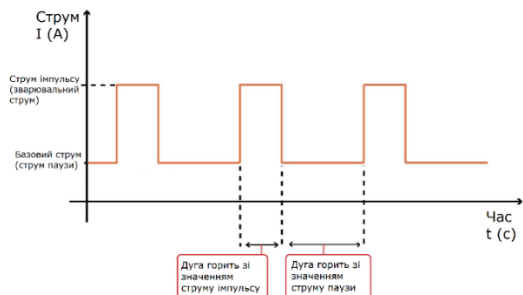 Струм
I (А)
Струм імпульсу
(зварювальний
струм)
Базовий струм
(струм паузи)
Час
t (с)
Дуга горить зі
значенням
струму імпульсу
Дуга горить зі
значенням
струму паузи